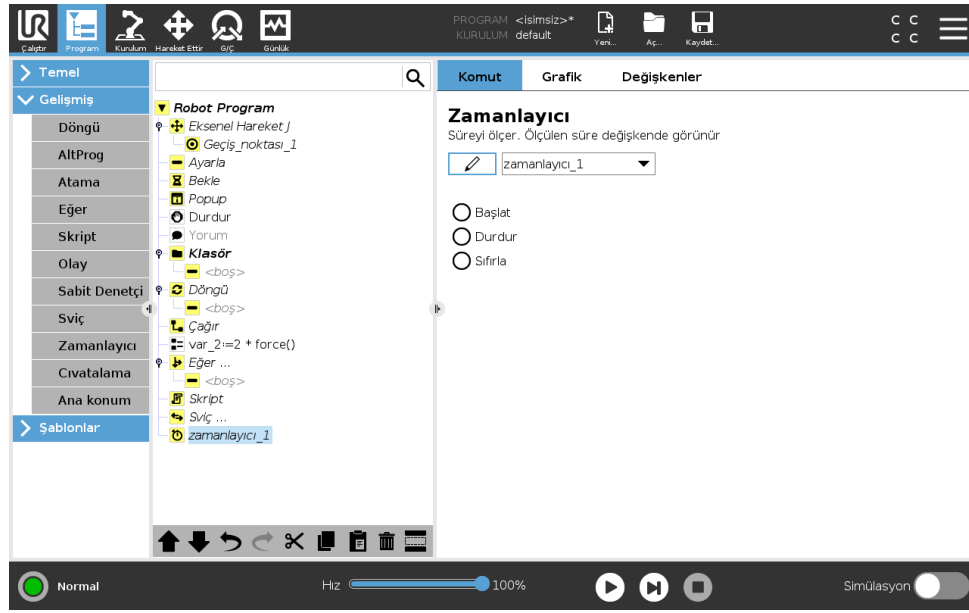 PROGRAM <isimsiz>*
KURULUM default
Çalıştır
Program
Kurulum
Hareket Ettir
G/Ç
Günlük
Yeni...
Aç...
Kaydet...
C C
C C
Temel
Gelişmiş
Döngü
AltProg
Atama
Eğer
Skript
Olay
Sabit Denetçi
Sviç
Zamanlayıcı
Cıvatalama
Ana konum
Şablonlar
Robot Program
Eksenel Hareket J
Geçiş_noktası_1
Ayarla
Bekle
Popup
Durdur
Yorum
Klasör
<boş>
Döngü
<boş>
Çağır
var_2:=2 * force()
Eğer ...
<boş>
Skript
Sviç ...
zamanlayıcı_1
Komut
Grafik
Değişkenler
Zamanlayıcı
Süreyi ölçer. Ölçülen süre değişkende görünür
zamanlayıcı_1
Başlat
Durdur
Sıfırla
Normal
Hız
100%
Simülasyon